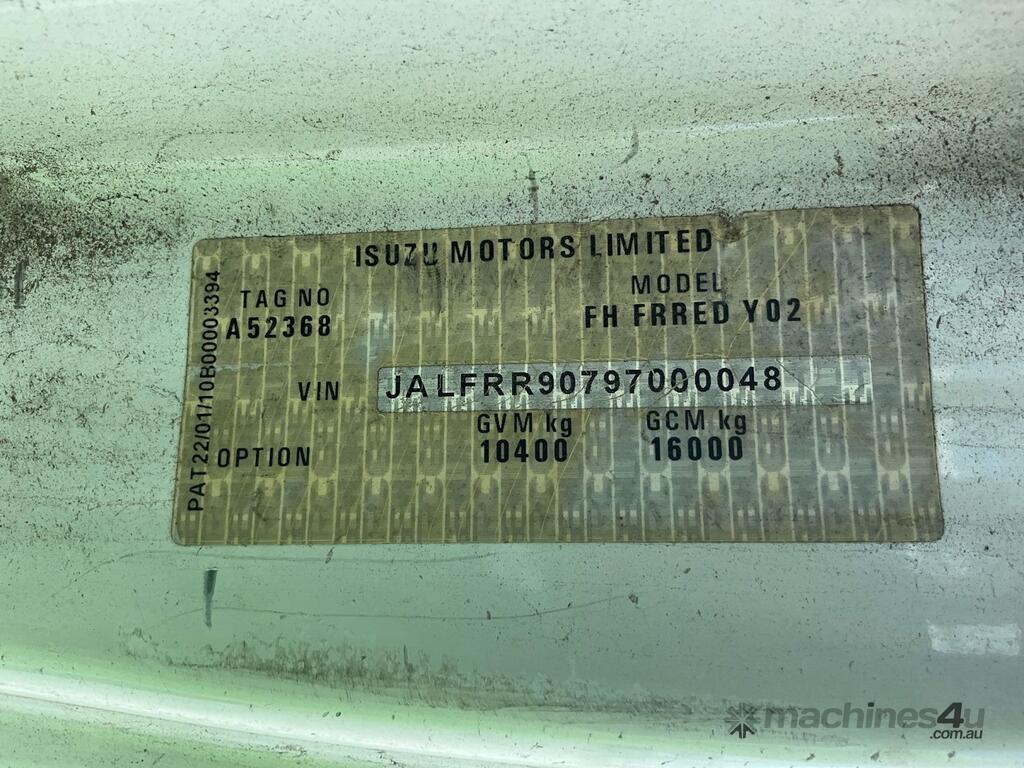 ISUZU MOTORS LIMITED
TAG NO
A52368
MODEL
FH FRRED Y02
VIN
JALFRR90797000048
GVM kg
10400
GCM kg
16000
OPTION
PAT22/01/110B00003394
machines4u
.com.au